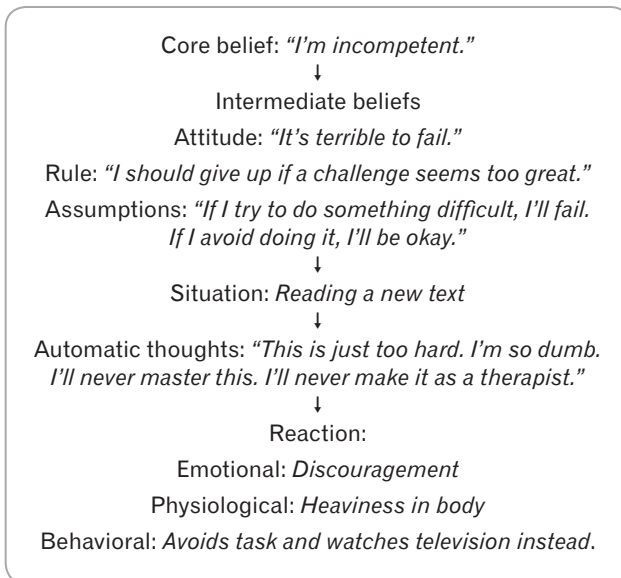 Core belief: “I’m incompetent.”
↓
Intermediate beliefs
Attitude: “It’s terrible to fail.”
Rule: “I should give up if a challenge seems too great.”
Assumptions: “If I try to do something difficult, I’ll fail.
If I avoid doing it, I’ll be okay.”
↓
Situation: Reading a new text
↓
Automatic thoughts: “This is just too hard. I’m so dumb.
I’ll never master this. I’ll never make it as a therapist.”
↓
Reaction:
Emotional: Discouragement
Physiological: Heaviness in body
Behavioral: Avoids task and watches television instead.